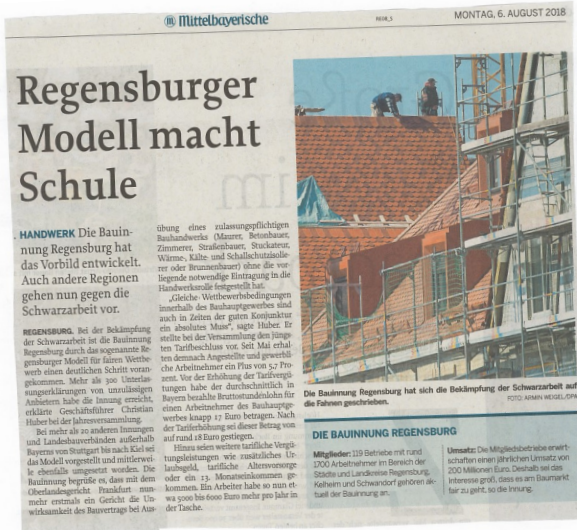 Mittelbayerische
REGB_3
MONTAG, 6. AUGUST 2018
Regensburger
Modell macht
Schule
HANDWERK Die Bauin-
nung Regensburg hat
das Vorbild entwickelt.
Auch andere Regionen
gehen nun gegen die
Schwarzarbeit vor.
REGENSBURG. Bei der Bekämpfung
der Schwarzarbeit ist die Bauinnung
Regensburg durch das sogenannte Re-
gensburger Modell für fairen Wettbe-
werb einen deutlichen Schritt voran-
gekommen. Mehr als 300 Unterlas-
sungserklärungen von unzulässigen
Anbietern habe die Innung erreicht,
erklärte Geschäftsführer Christian
Huber bei der Jahresversammlung.
Bei mehr als 20 anderen Innungen
und Landesbauverbänden außerhalb
Bayerns von Stuttgart bis nach Kiel sei
das Modell vorgestellt und mittlerwei-
le ebenfalls umgesetzt worden. Die
Bauinnung begrüße es, dass mit dem
Oberlandesgericht Frankfurt nun-
mehr erstmals ein Gericht die Un-
wirksamkeit des Bauvertrags bei Aus-
übung eines zulassungspflichtigen
Bauhandwerks (Maurer, Betonbauer,
Zimmerer, Straßenbauer, Stuckateur,
Wärme-, Kälte- und Schallschutzisolie-
rer oder Brunnenbauer) ohne die vor-
liegende notwendige Eintragung in die
Handwerksrolle festgestellt hat.
„Gleiche Wettbewerbsbedingungen
innerhalb des Bauhauptgewerbes sind
auch in Zeiten der guten Konjunktur
ein absolutes Muss“, sagte Huber. Er
stellte bei der Versammlung den jüngs-
ten Tarifbeschluss vor. Seit Mai erhal-
ten demnach Angestellte und gewerbli-
che Arbeitnehmer ein Plus von 5,7 Pro-
zent. Vor der Erhöhung der Tarifvergü-
tungen habe der durchschnittlich in
Bayern bezahlte Bruttostundenlohn für
einen Arbeitnehmer des Bauhauptge-
werbes knapp 17 Euro betragen. Nach
der Tariferhöhung sei dieser Betrag von
auf rund 18 Euro gestiegen.
Hinzu seien weitere tarifliche Vergü-
tungsleistungen wie zusätzliches Ur-
laubsgeld, tarifliche Altersvorsorge
oder ein 13. Monatseinkommen ge-
kommen. Ein Arbeiter habe so nun et-
wa 5000 bis 6000 Euro mehr pro Jahr in
der Tasche.
Die Bauinnung Regensburg hat sich die Bekämpfung der Schwarzarbeit auf
die Fahnen geschrieben.
FOTO: ARMIN WEIGEL/DPA
DIE BAUINNUNG REGENSBURG
Mitglieder: 119 Betriebe mit rund
1700 Arbeitnehmer im Bereich der
Städte und Landkreise Regensburg,
Kelheim und Schwandorf gehören ak-
tuell der Bauinnung an.
Umsatz: Die Mitgliedsbetriebe erwirt-
schaften einen jährlichen Umsatz von
200 Millionen Euro. Deshalb sei das
Interesse groß, dass es am Baumarkt
fair zu geht, so die Innung.